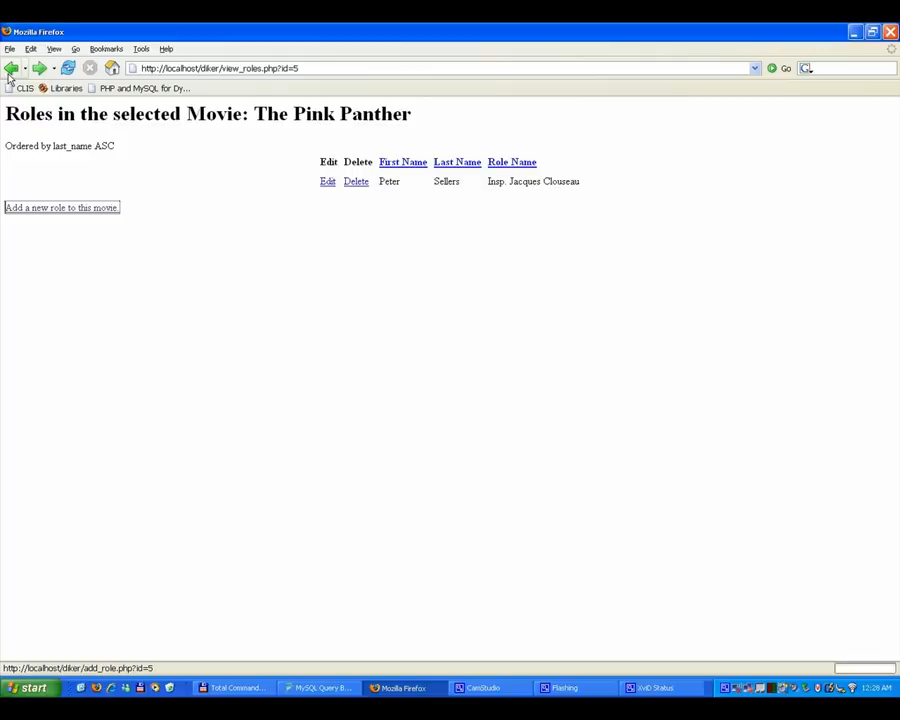 Mozilla Firefox
File Edit View Go Bookmarks Tools Help
http://localhost/diker/view_roles.php?id=5 Go
CLIS Libraries PHP and MySQL for Dy...
Roles in the selected Movie: The Pink Panther
Ordered by last_name ASC
Edit Delete First Name Last Name Role Name
Edit Delete Peter Sellers Insp. Jacques Clouseau
Add a new role to this movie.
http://localhost/diker/add_role.php?id=5
start Total Command... MySQL Query B... Mozilla Firefox CamStudio Flashing XviD Status 12:28 AM